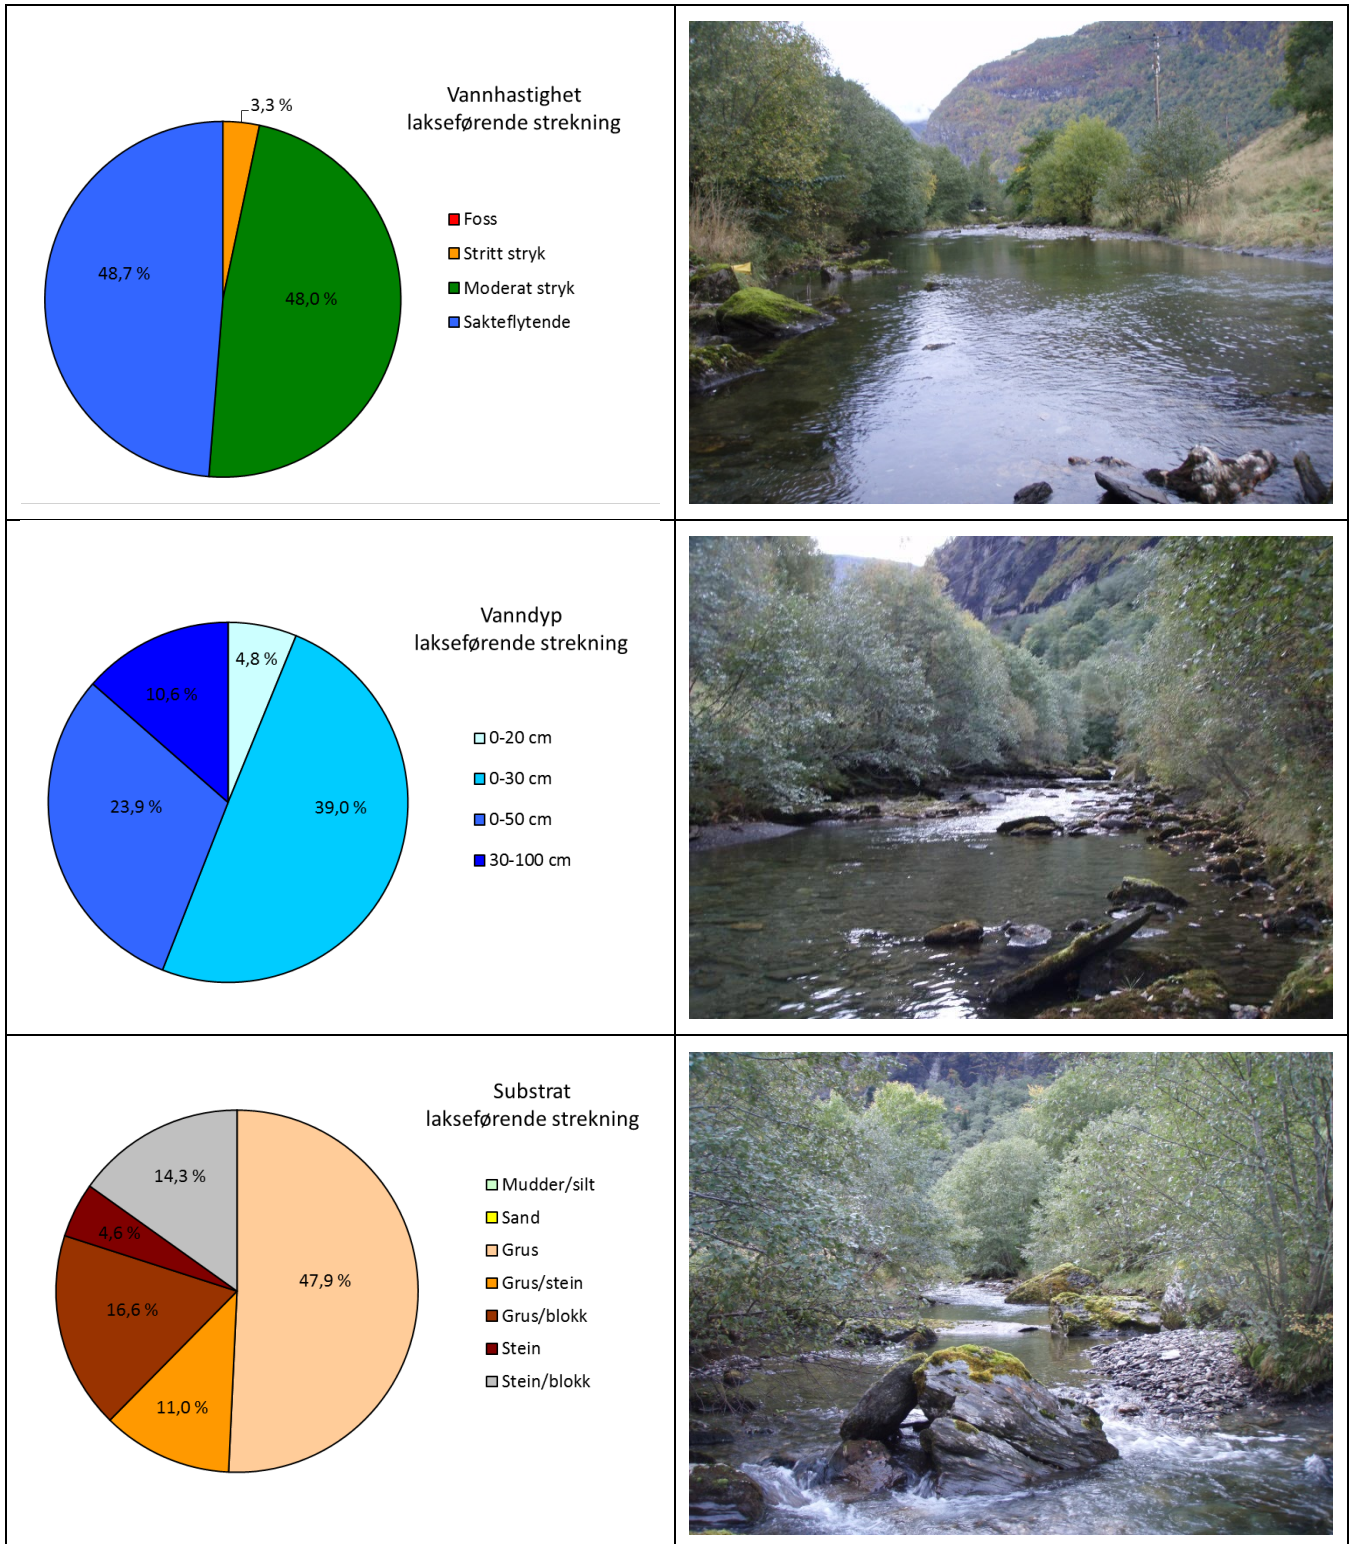 Vannhastighet
lakseførende strekning
3,3 %
48,7 %
48,0 %
Foss
Stritt stryk
Moderat stryk
Sakteflytende
Vanndyp
lakseførende strekning
4,8 %
10,6 %
23,9 %
39,0 %
0-20 cm
0-30 cm
0-50 cm
30-100 cm
Substrat
lakseførende strekning
14,3 %
4,6 %
47,9 %
16,6 %
11,0 %
Mudder/silt
Sand
Grus
Grus/stein
Grus/blokk
Stein
Stein/blokk